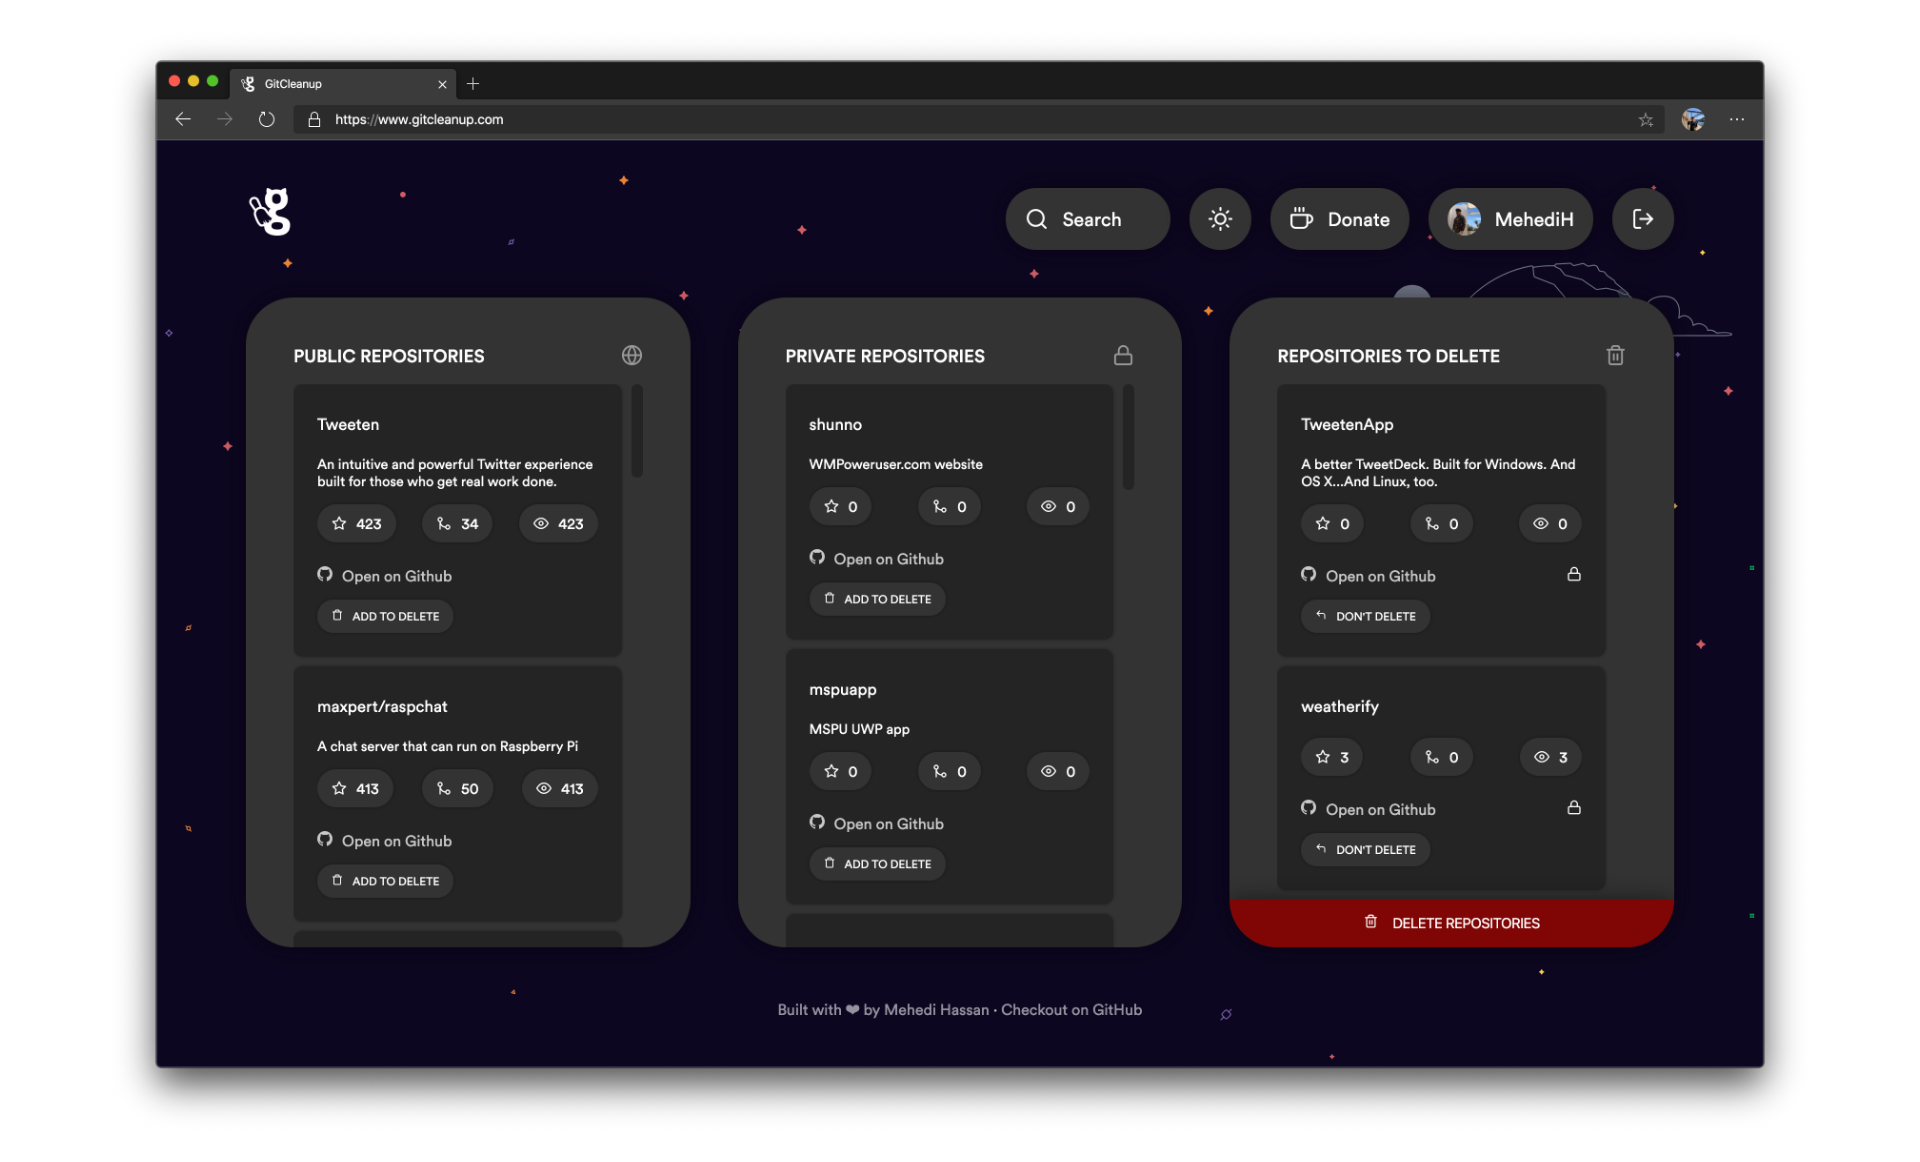 GitCleanup
https://www.gitcleanup.com
Search
Donate
MehediH
PUBLIC REPOSITORIES
Tweeten
An intuitive and powerful Twitter experience
built for those who get real work done.
423 34 423
Open on Github
ADD TO DELETE
maxpert/raspchat
A chat server that can run on Raspberry Pi
413 50 413
Open on Github
ADD TO DELETE
PRIVATE REPOSITORIES
shunno
WMPoweruser.com website
0 0 0
Open on Github
ADD TO DELETE
mspuapp
MSPU UWP app
0 0 0
Open on Github
ADD TO DELETE
REPOSITORIES TO DELETE
TweetenApp
A better TweetDeck. Built for Windows. And
OS X...And Linux, too.
0 0 0
Open on Github
DON'T DELETE
weatherify
3 0 3
Open on Github
DON'T DELETE
DELETE REPOSITORIES
Built with ❤ by Mehedi Hassan · Checkout on GitHub